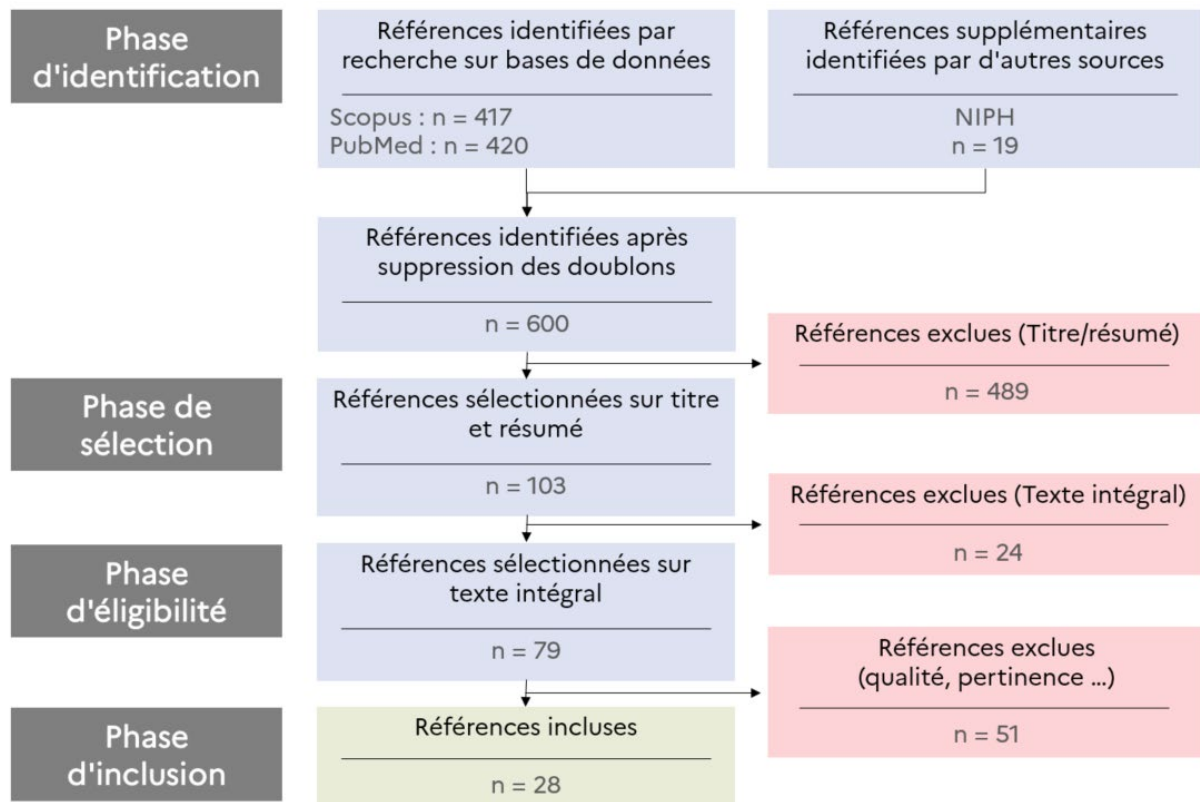 Phase
d'identification
Références identifiées par
recherche sur bases de données
Scopus : n = 417
PubMed : n = 420
Références supplémentaires
identifiées par d'autres sources
NIPH
n = 19
Références identifiées après
suppression des doublons
n = 600
Références exclues (Titre/résumé)
n = 489
Phase de
sélection
Références sélectionnées sur titre
et résumé
n = 103
Références exclues (Texte intégral)
n = 24
Phase
d'éligibilité
Références sélectionnées sur
texte intégral
n = 79
Références exclues
(qualité, pertinence ...)
n = 51
Phase
d'inclusion
Références incluses
n = 28